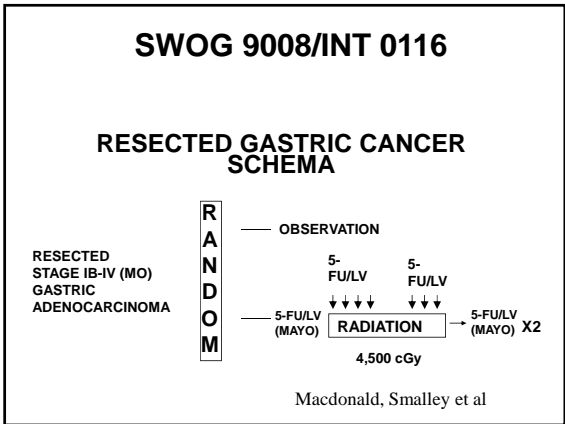 SWOG 9008/INT 0116
RESECTED GASTRIC CANCER
SCHEMA
RESECTED
STAGE IB-IV (MO)
GASTRIC
ADENOCARCINOMA
R
A
N
D
O
M
OBSERVATION
5-
FU/LV
5-
FU/LV
5-FU/LV
(MAYO)
RADIATION
5-FU/LV
(MAYO) X2
4,500 cGy
Macdonald, Smalley et al